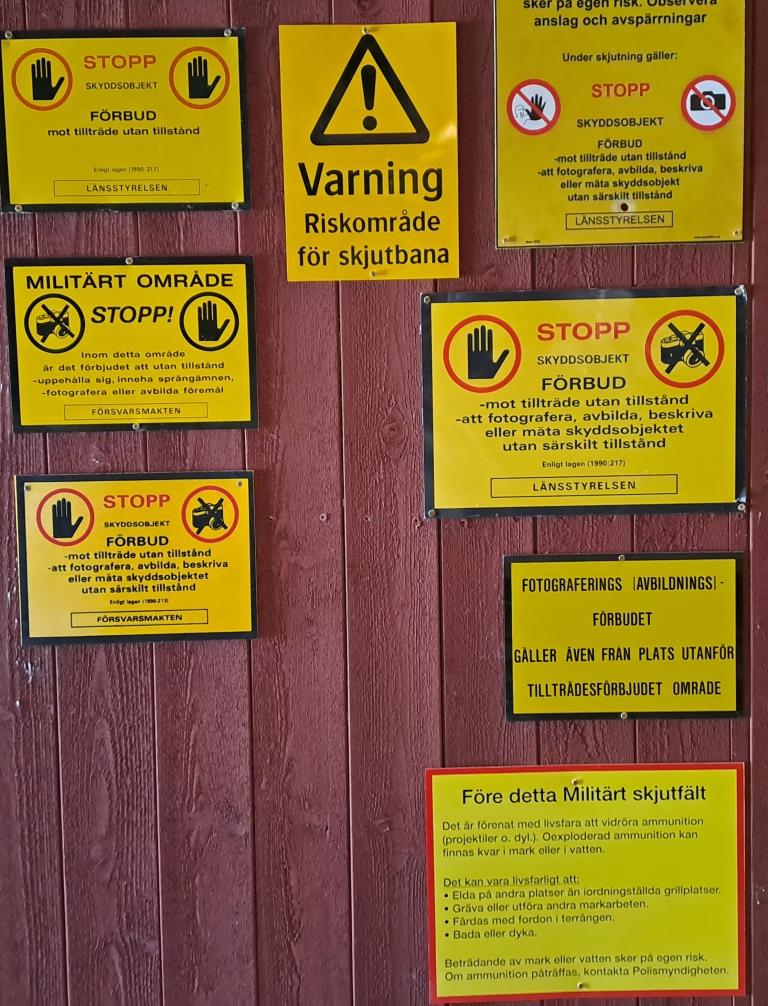 STOPP
SKYDDSOBJEKT
FÖRBUD
mot tillträde utan tillstånd
Enligt lagen (1990:217)
LÄNSSTYRELSEN
Varning
Riskområde
för skjutbana
sker på egen risk. Observera
anslag och avspärrningar
Under skjutning gäller:
STOPP
SKYDDSOBJEKT
FÖRBUD
-mot tillträde utan tillstånd
-att fotografera, avbilda, beskriva
eller mäta skyddsobjekt
utan särskilt tillstånd
LÄNSSTYRELSEN
MILITÄRT OMRÅDE
STOPP!
Inom detta område
är det förbjudet att utan tillstånd
-uppehålla sig, inneha sprängämnen,
-fotografera eller avbilda föremål
FÖRSVARSMAKTEN
STOPP
SKYDDSOBJEKT
FÖRBUD
-mot tillträde utan tillstånd
-att fotografera, avbilda, beskriva
eller mäta skyddsobjektet
utan särskilt tillstånd
Enligt lagen (1990:217)
LÄNSSTYRELSEN
STOPP
SKYDDSOBJEKT
FÖRBUD
-mot tillträde utan tillstånd
-att fotografera, avbilda, beskriva
eller mäta skyddsobjektet
utan särskilt tillstånd
Enligt lagen (1990:213)
FÖRSVARSMAKTEN
FOTOGRAFERINGS (AVBILDNINGS)-
FÖRBUDET
GÄLLER ÄVEN FRÅN PLATS UTANFÖR
TILLTRÄDESFÖRBJUDET OMRÅDE
Före detta Militärt skjutfält
Det är förenat med livsfara att vidröra ammunition
(projektiler o. dyl.). Oexploderad ammunition kan
finnas kvar i mark eller i vatten.
Det kan vara livsfarligt att:
• Elda på andra platser än iordningställda grillplatser.
• Gräva eller utföra andra markarbeten.
• Färdas med fordon i terrängen.
• Bada eller dyka.
Beträdande av mark eller vatten sker på egen risk.
Om ammunition påträffas, kontakta Polismyndigheten.